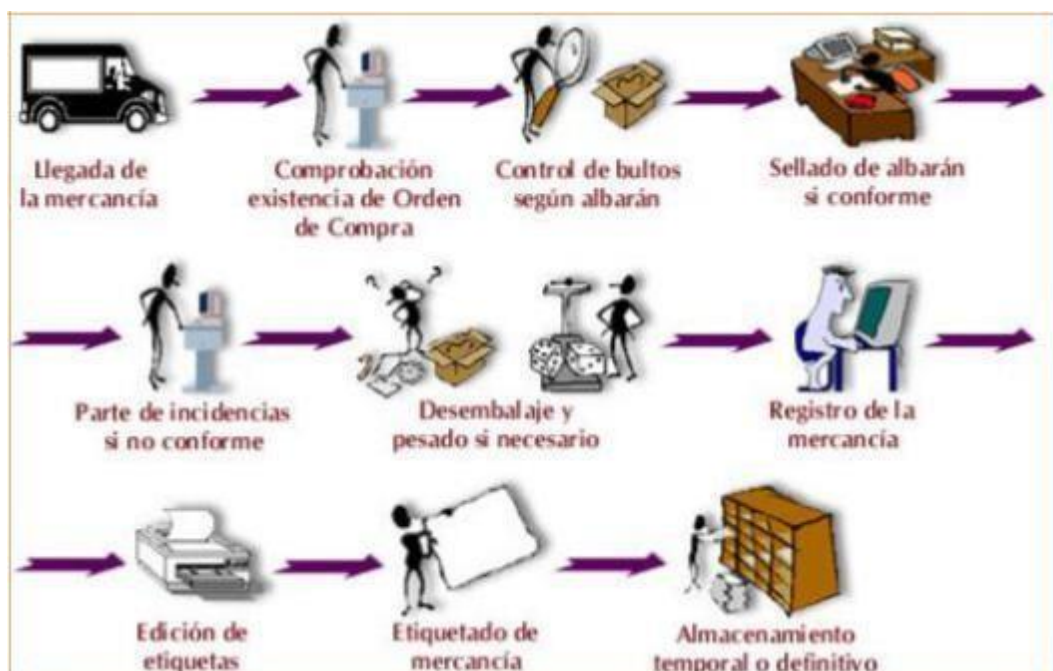 Llegada de
la mercancía
Comprobación
existencia de Orden
de Compra
Control de bultos
según albarán
Sellado de albarán
si conforme
Parte de incidencias
si no conforme
Desembalaje y
pesado si necesario
Registro de la
mercancía
Edición de
etiquetas
Etiquetado de
mercancía
Almacenamiento
temporal o definitivo